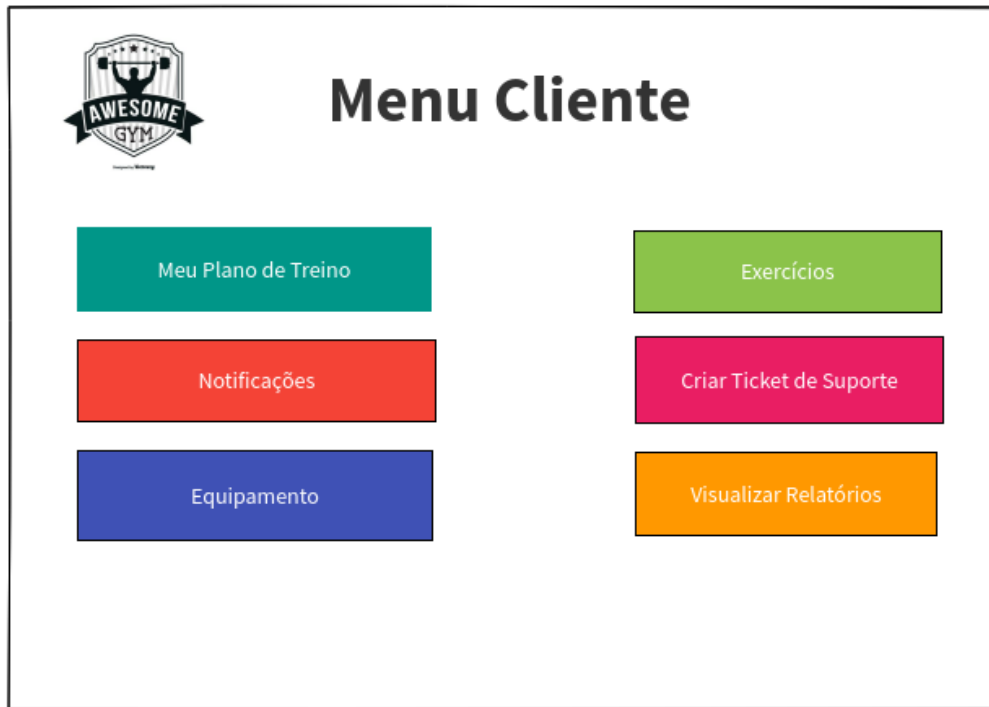 AWESOME
GYM
Menu Cliente
Meu Plano de Treino
Exercícios
Notificações
Criar Ticket de Suporte
Equipamento
Visualizar Relatórios